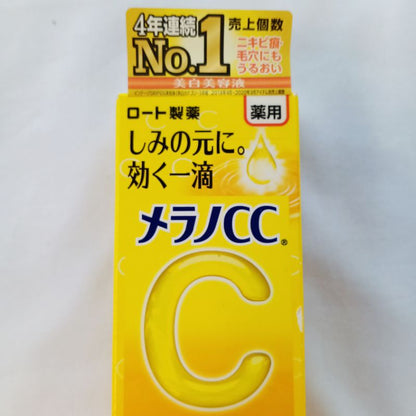 4年連続
No.1
売上個数
ニキビ痕・
毛穴にも
うるおい
美白美容液
ロート製薬
薬用
しみの元に。
効く一滴
メラノCC®
C
C